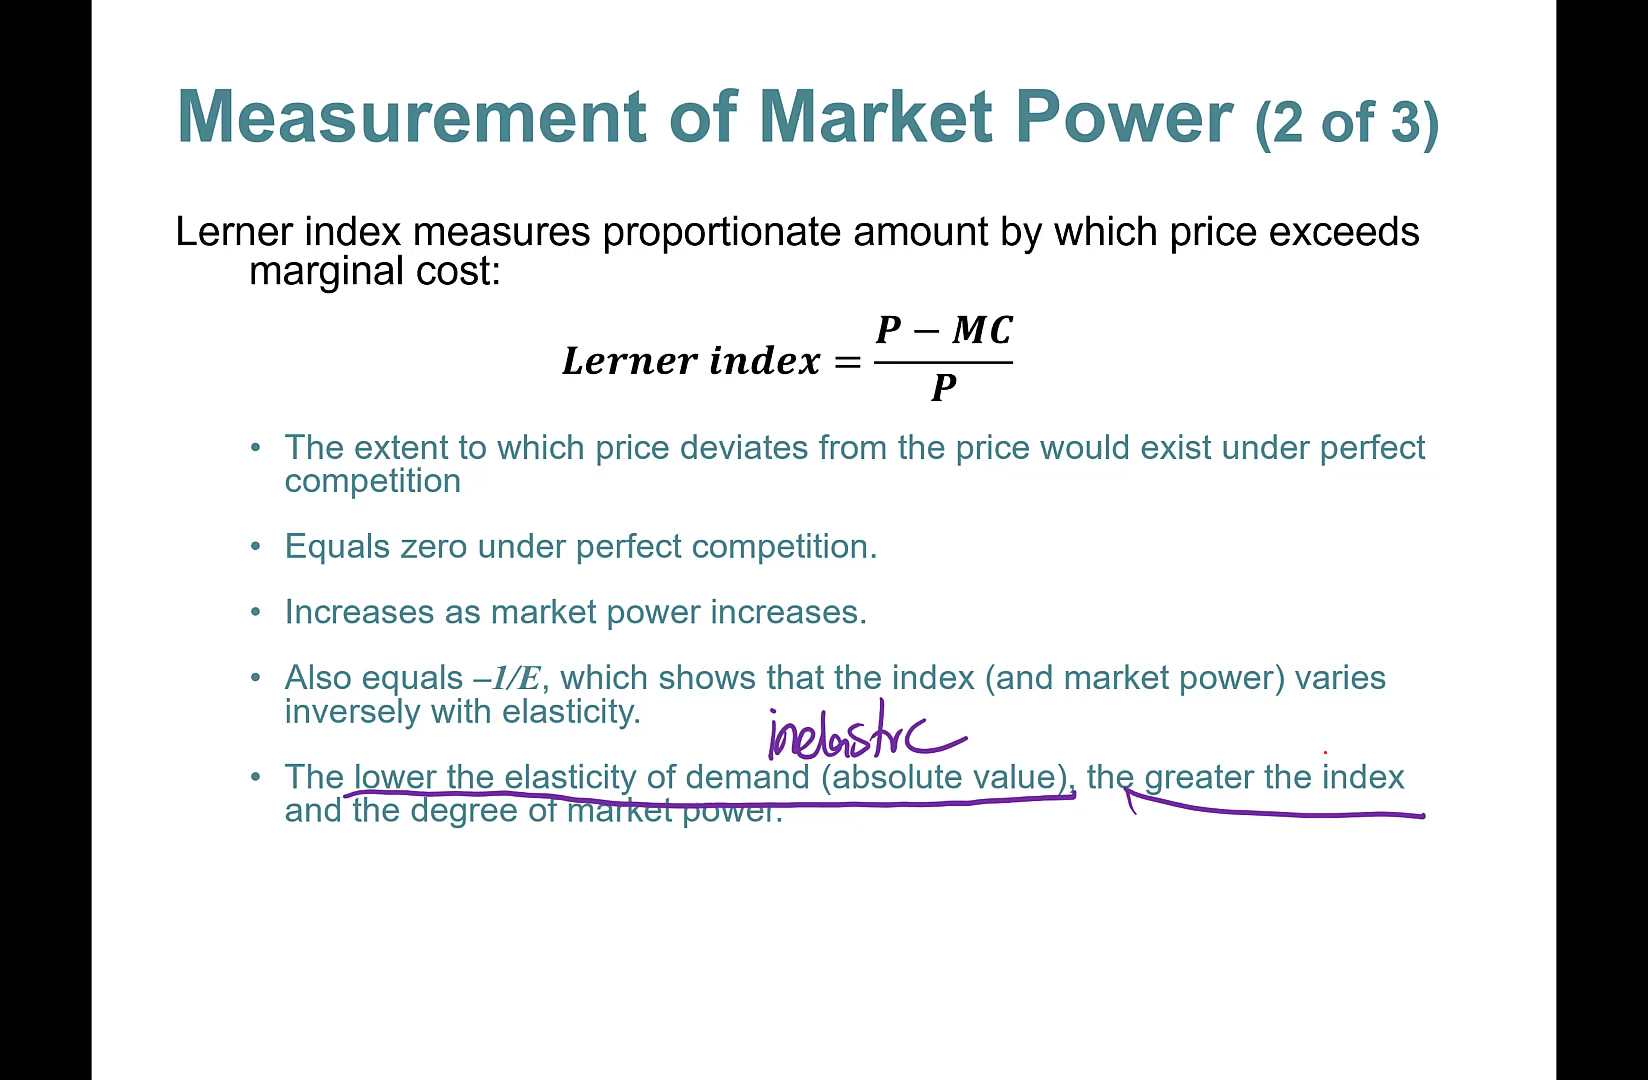 Measurement of Market Power (2 of 3)
Lerner index measures proportionate amount by which price exceeds
marginal cost:
Lerner index = (P − MC) / P
• The extent to which price deviates from the price would exist under perfect
competition
• Equals zero under perfect competition.
• Increases as market power increases.
• Also equals –1/E, which shows that the index (and market power) varies
inversely with elasticity.
inelastic
• The lower the elasticity of demand (absolute value), the greater the index
and the degree of market power.